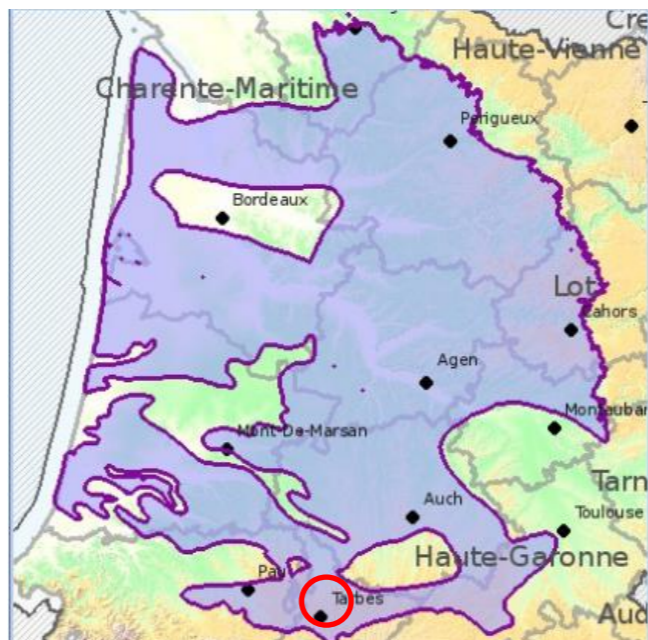 Cre
Haute-Vienne
Charente-Maritime
Périgueux
Bordeaux
Lot
Cahors
Agen
Montauban
Mont-De-Marsan
Tarn
Auch
Toulouse
Haute-Garonne
Pau
Tarbes
Aud